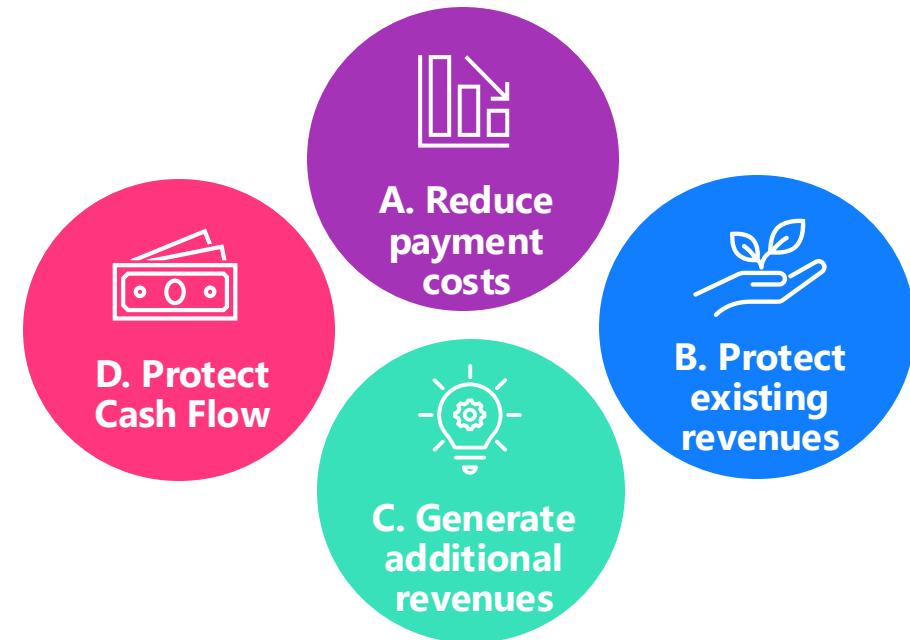 A. Reduce
payment
costs
B. Protect
existing
revenues
C. Generate
additional
revenues
D. Protect
Cash Flow